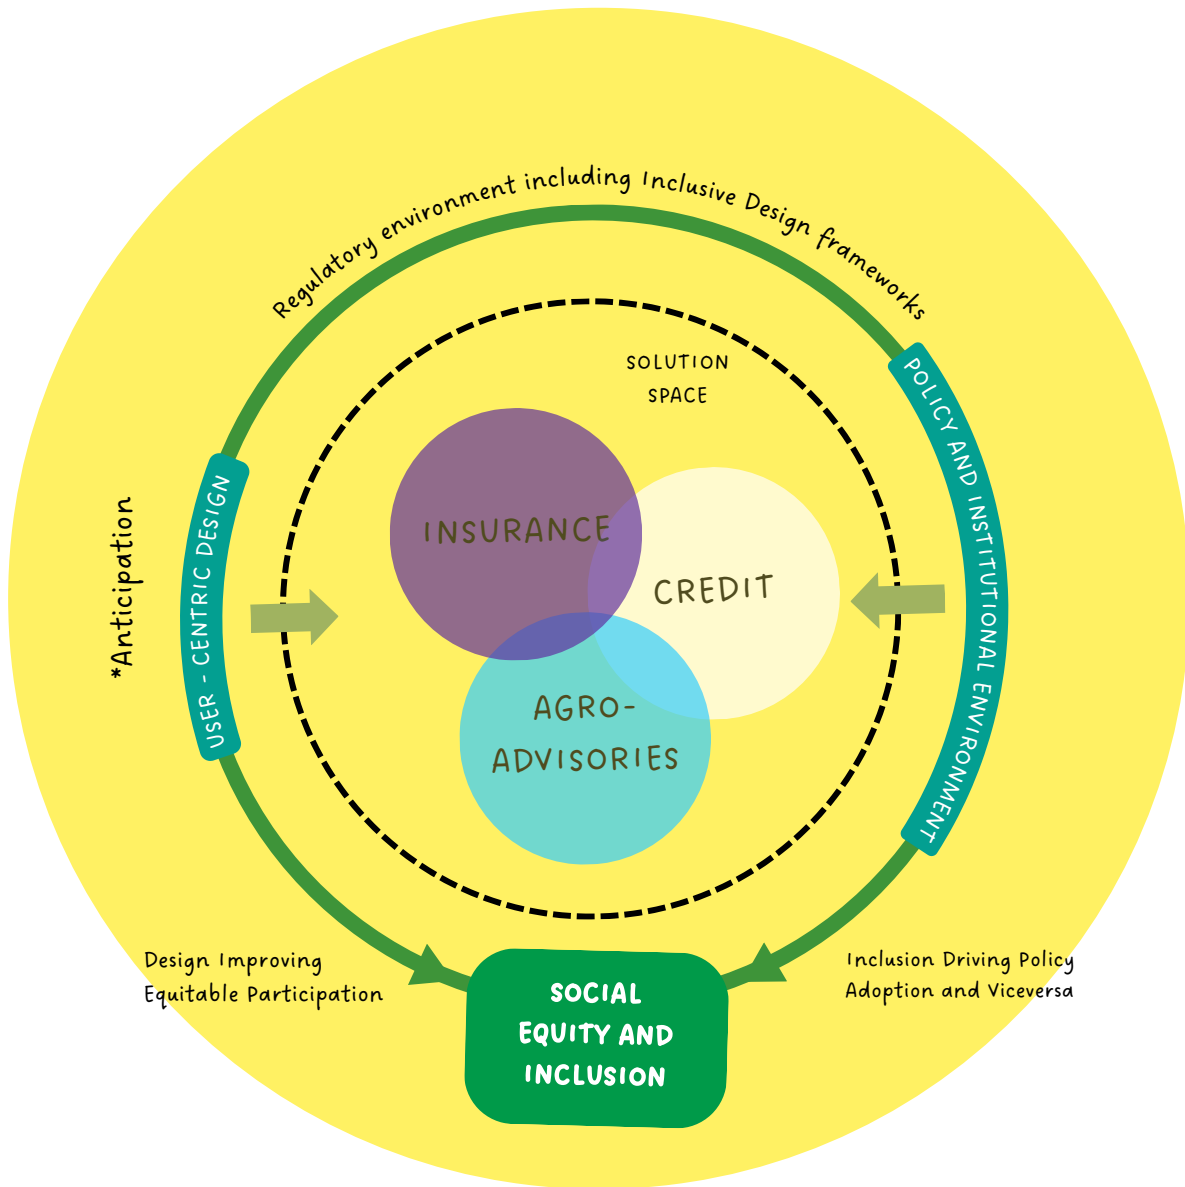 Regulatory environment including Inclusive Design frameworks
SOLUTION
SPACE
POLICY AND INSTITUTIONAL ENVIRONMENT
USER - CENTRIC DESIGN
*Anticipation
INSURANCE
CREDIT
AGRO-
ADVISORIES
Design Improving
Equitable Participation
Inclusion Driving Policy
Adoption and Viceversa
SOCIAL
EQUITY AND
INCLUSION